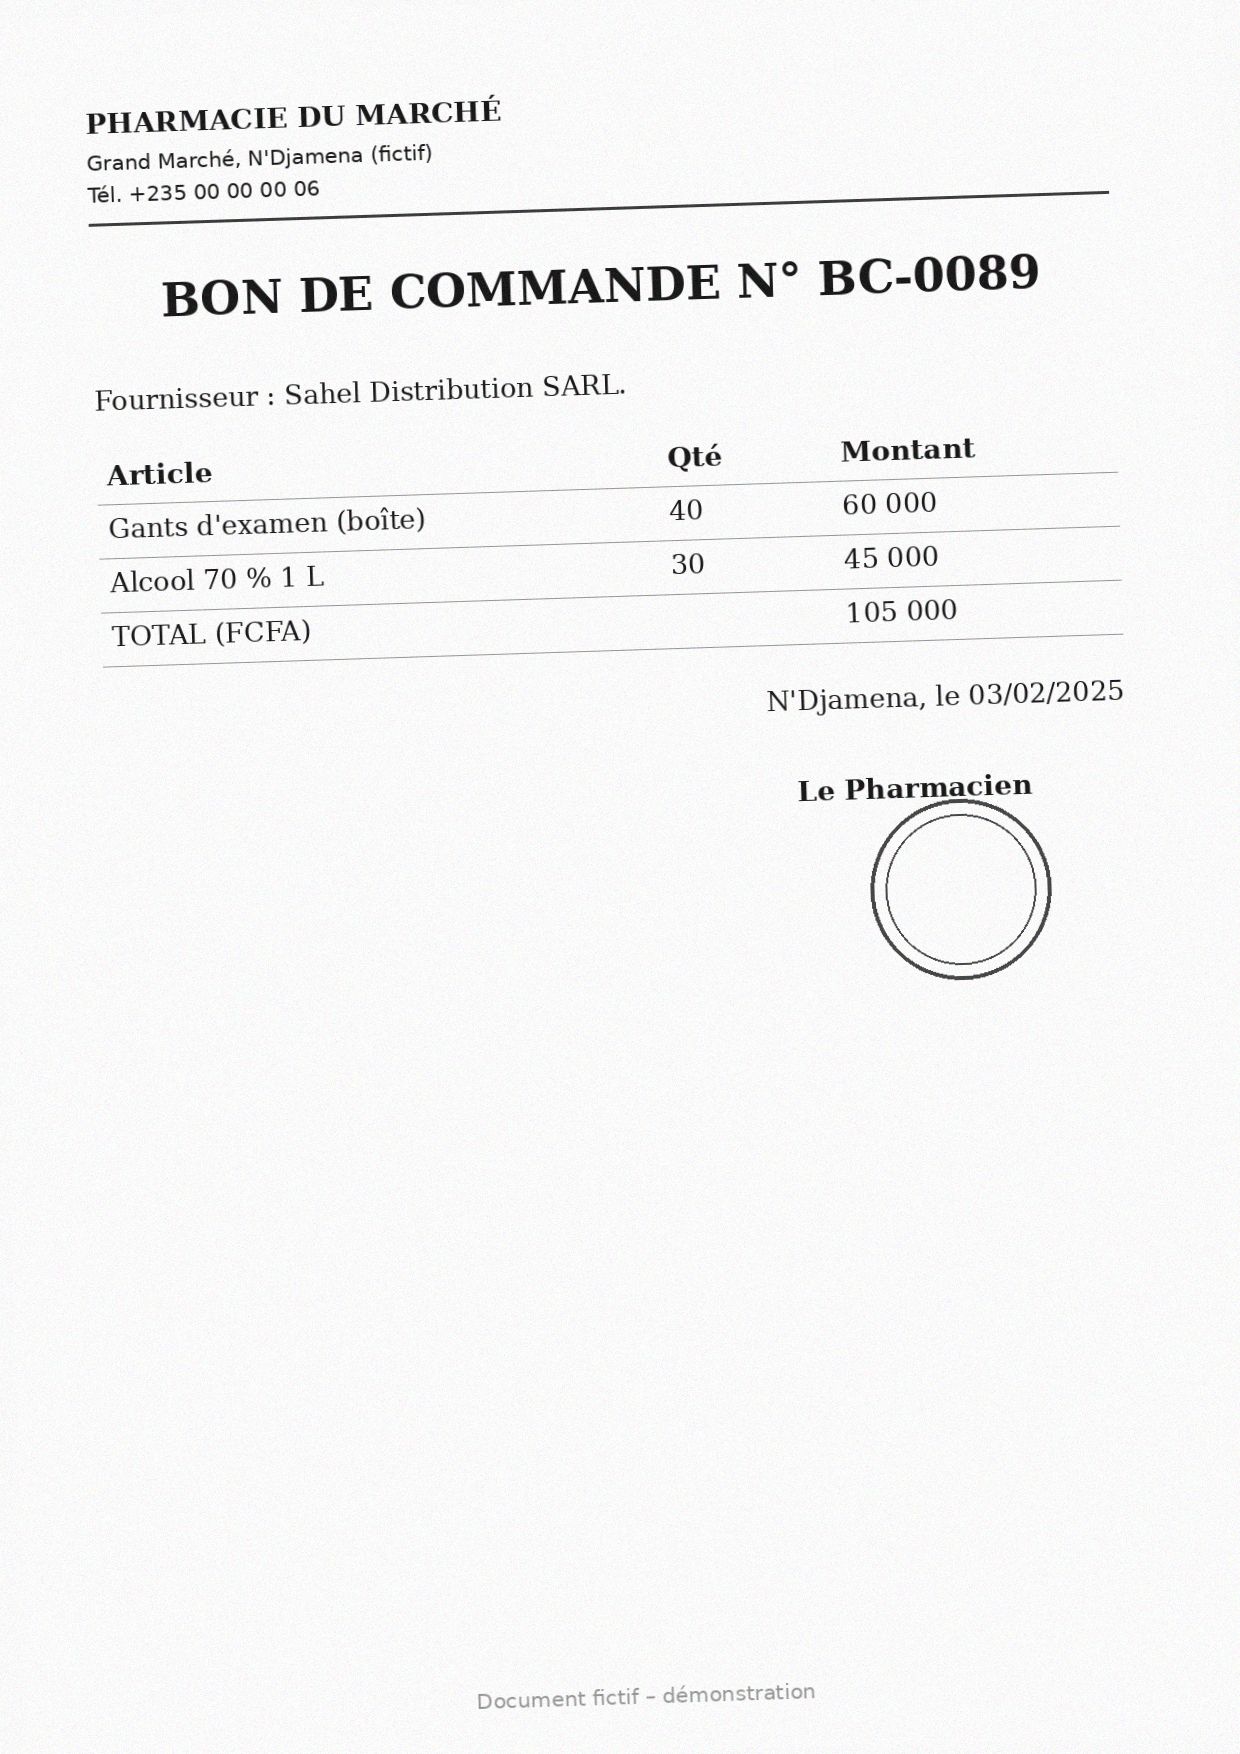 PHARMACIE DU MARCHÉ
Grand Marché, N'Djamena (fictif)
Tél. +235 00 00 00 06
BON DE COMMANDE N° BC-0089
Fournisseur : Sahel Distribution SARL.
Article Qté Montant
Gants d'examen (boîte) 40 60 000
Alcool 70 % 1 L 30 45 000
TOTAL (FCFA) 105 000
N'Djamena, le 03/02/2025
Le Pharmacien
Document fictif – démonstration